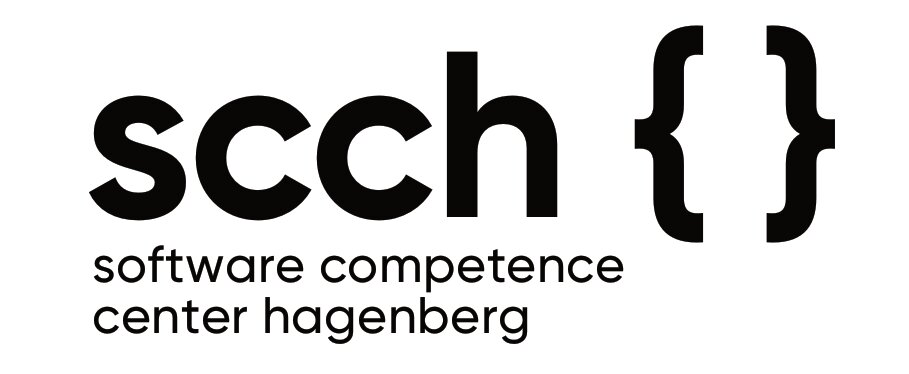 scch { }
software competence
center hagenberg